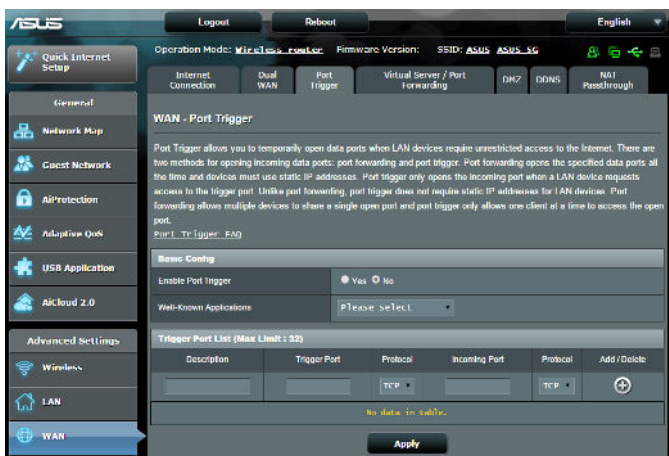 ASUS
Logout
Reboot
English
Quick Internet Setup
Operation Mode: Wireless router Firmware Version: SSID: ASUS ASUS_5G
Internet Connection
Dual WAN
Port Trigger
Virtual Server / Port Forwarding
DMZ
DDNS
NAT Passthrough
General
Network Map
Guest Network
AiProtection
Adaptive QoS
USB Application
AiCloud 2.0
Advanced Settings
Wireless
LAN
WAN
WAN - Port Trigger
Port Trigger allows you to temporarily open data ports when LAN devices require unrestricted access to the Internet. There are
two methods for opening incoming data ports: port forwarding and port trigger. Port forwarding opens the specified data ports all
the time and devices must use static IP addresses. Port trigger only opens the incoming port when a LAN device requests
access to the trigger port. Unlike port forwarding, port trigger does not require static IP addresses for LAN devices. Port
forwarding allows multiple devices to share a single open port and port trigger only allows one client at a time to access the open
port.
Port Trigger FAQ
Basic Config
Enable Port Trigger
Yes No
Well-Known Applications
Please select
Trigger Port List (Max Limit : 32)
Description Trigger Port Protocol Incoming Port Protocol Add / Delete
TCP TCP
No data in table.
Apply